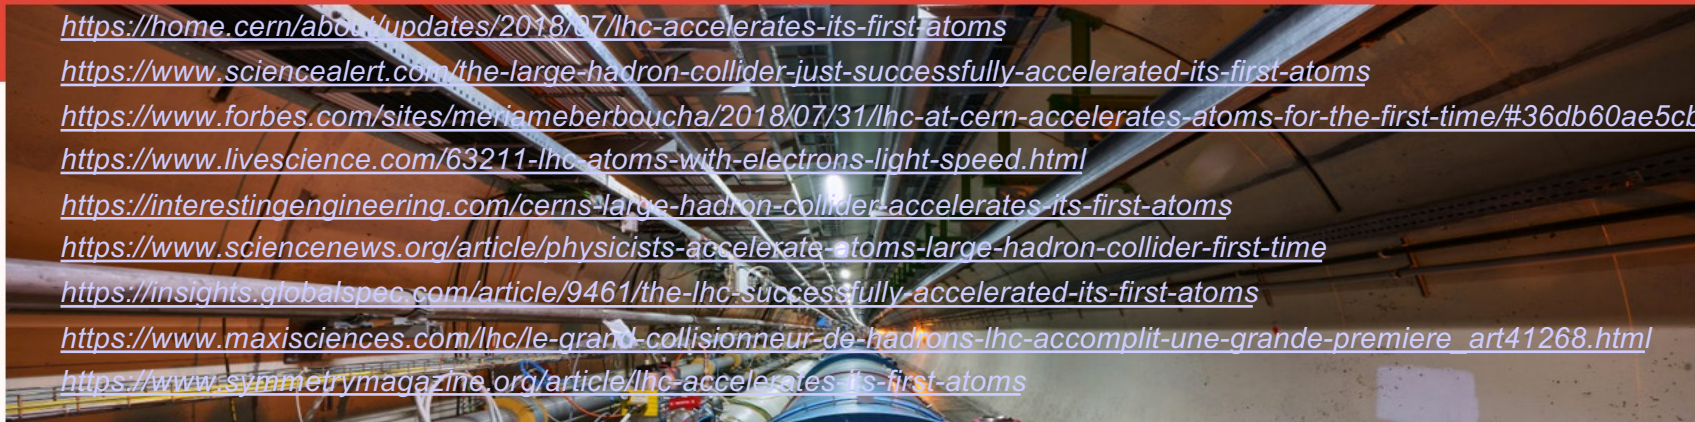 https://home.cern/about/updates/2018/07/lhc-accelerates-its-first-atoms
https://www.sciencealert.com/the-large-hadron-collider-just-successfully-accelerated-its-first-atoms
https://www.forbes.com/sites/meriameberboucha/2018/07/31/lhc-at-cern-accelerates-atoms-for-the-first-time/#36db60ae5cb
https://www.livescience.com/63211-lhc-atoms-with-electrons-light-speed.html
https://interestingengineering.com/cerns-large-hadron-collider-accelerates-its-first-atoms
https://www.sciencenews.org/article/physicists-accelerate-atoms-large-hadron-collider-first-time
https://insights.globalspec.com/article/9461/the-lhc-successfully-accelerated-its-first-atoms
https://www.maxisciences.com/lhc/le-grand-collisionneur-de-hadrons-lhc-accomplit-une-grande-premiere_art41268.html
https://www.symmetrymagazine.org/article/lhc-accelerates-its-first-atoms